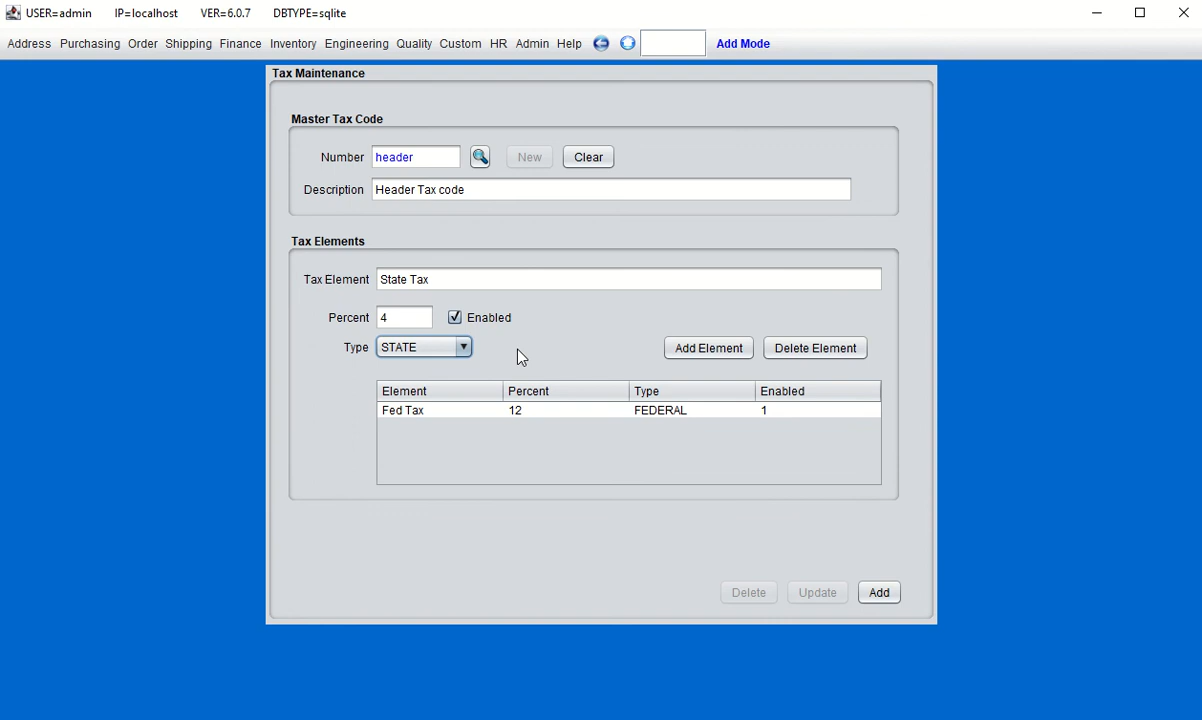 USER=admin IP=localhost VER=6.0.7 DBTYPE=sqlite
Address Purchasing Order Shipping Finance Inventory Engineering Quality Custom HR Admin Help Add Mode
Tax Maintenance
Master Tax Code
Number header New Clear
Description Header Tax code
Tax Elements
Tax Element State Tax
Percent 4 Enabled
Type STATE Add Element Delete Element
Element Percent Type Enabled
Fed Tax 12 FEDERAL 1
Delete Update Add